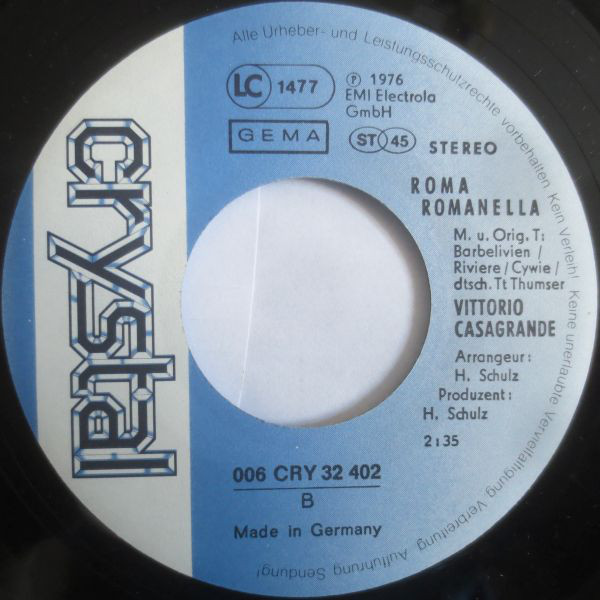 Alle Urheber- und Leistungsschutzrechte vorbehalten. Kein Verleih! Keine unerlaubte Vervielfältigung, Verbreitung, Aufführung, Sendung!
crystal
LC 1477
℗ 1976
EMI Electrola
GmbH
GEMA
ST 45
STEREO
ROMA
ROMANELLA
M. u. Orig. T:
Barbelivien /
Riviere / Cywie /
dtsch. Tt Thumser
VITTORIO
CASAGRANDE
Arrangeur:
H. Schulz
Produzent:
H. Schulz
2:35
006 CRY 32 402
B
Made in Germany